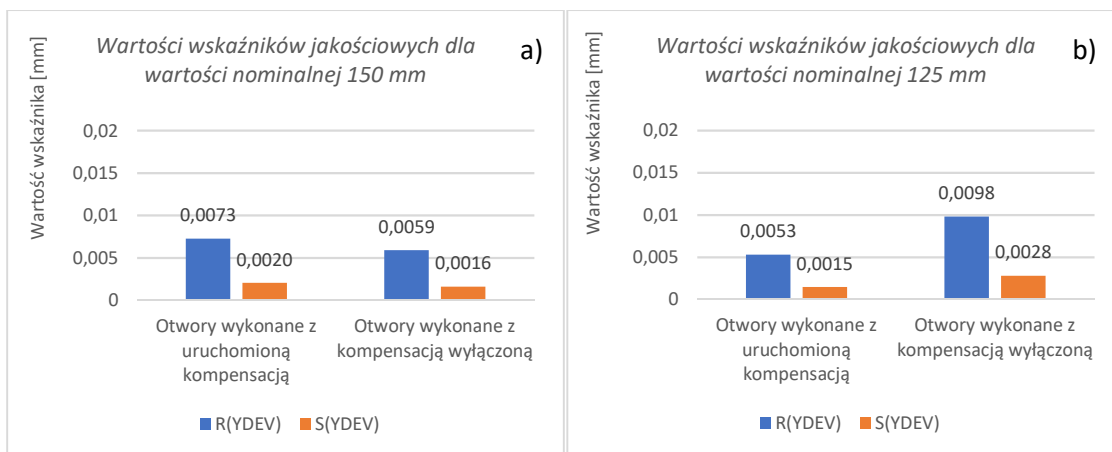 Wartości wskaźników jakościowych dla
wartości nominalnej 150 mm
a)
Wartość wskaźnika [mm]
0,02
0,015
0,01
0,005
0
0,0073
0,0020
0,0059
0,0016
Otwory wykonane z
uruchomioną
kompensacją
Otwory wykonane z
kompensacją wyłączoną
R(YDEV)
S(YDEV)
Wartości wskaźników jakościowych dla
wartości nominalnej 125 mm
b)
Wartość wskaźnika [mm]
0,02
0,015
0,01
0,005
0
0,0053
0,0015
0,0098
0,0028
Otwory wykonane z
uruchomioną
kompensacją
Otwory wykonane z
kompensacją wyłączoną
R(YDEV)
S(YDEV)